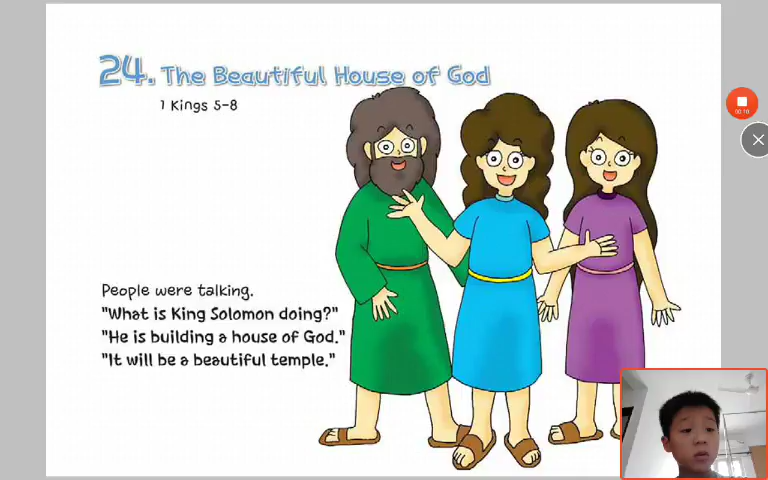 24. The Beautiful House of God
1 Kings 5-8
People were talking.
"What is King Solomon doing?"
"He is building a house of God."
"It will be a beautiful temple."